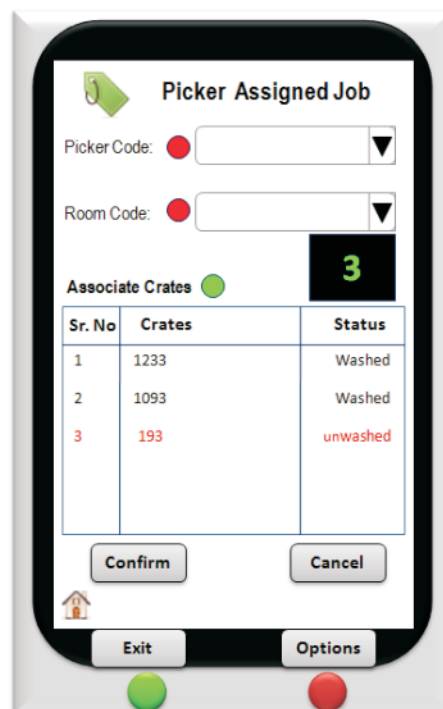 Picker Assigned Job
Picker Code:
Room Code:
3
Associate Crates
Sr. No Crates Status
1 1233 Washed
2 1093 Washed
3 193 unwashed
Confirm Cancel
Exit Options